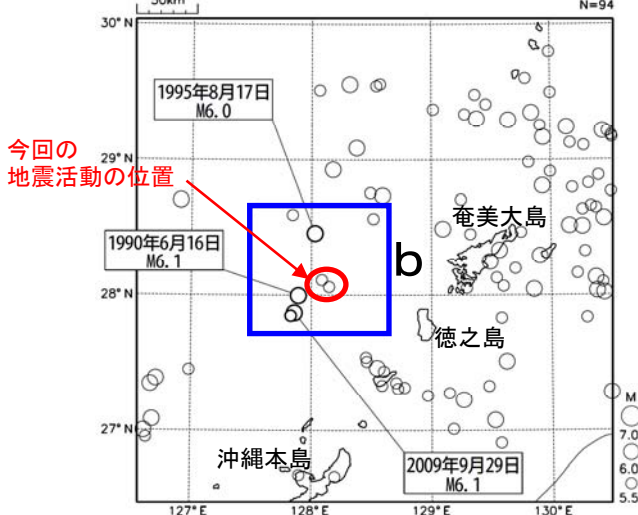 50km
N=94
30°N
1995年8月17日
M6.0
今回の
地震活動の位置
29°N
奄美大島
1990年6月16日
M6.1
b
28°N
徳之島
27°N
M
7.0
6.0
5.5
沖縄本島
2009年9月29日
M6.1
127°E
128°E
129°E
130°E